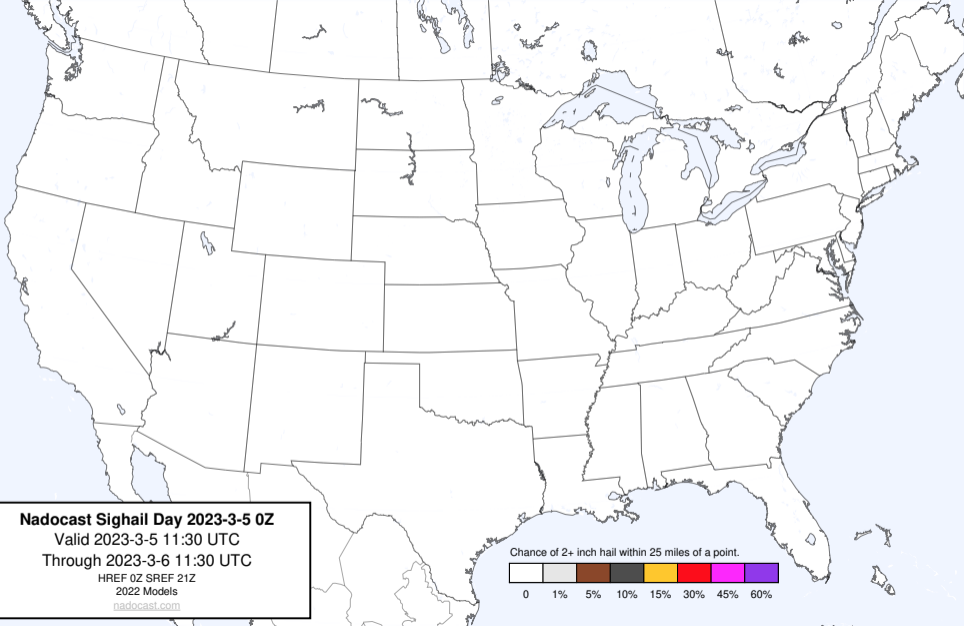 Nadocast Sighail Day 2023-3-5 0Z
Valid 2023-3-5 11:30 UTC
Through 2023-3-6 11:30 UTC
HREF 0Z SREF 21Z
2022 Models
nadocast.com
Chance of 2+ inch hail within 25 miles of a point.
0 1% 5% 10% 15% 30% 45% 60%